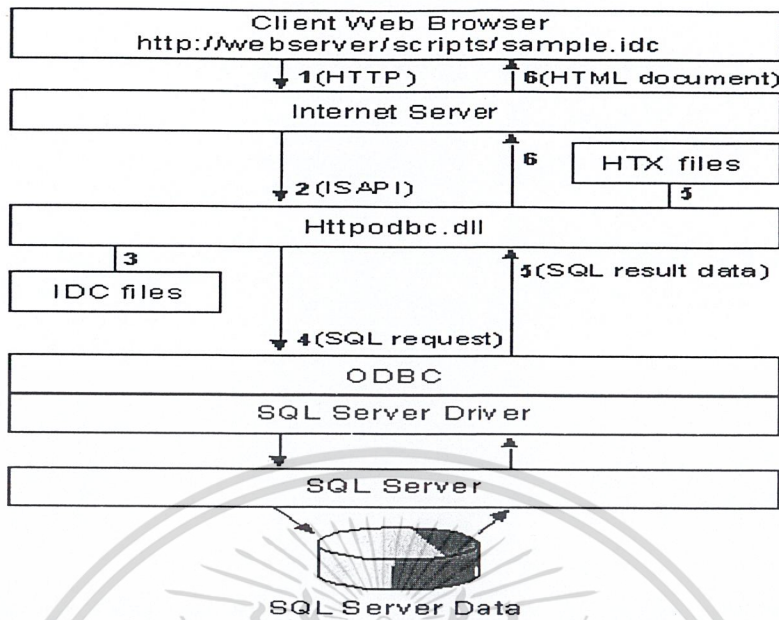 Client Web Browser
http://webserver/scripts/sample.idc
1(HTTP)
6(HTML document)
Internet Server
2(ISAPI)
6
HTX files
5
Httpodbc.dll
3
IDC files
5(SQL result data)
4(SQL request)
ODBC
SQL Server Driver
SQL Server
SQL Server Data